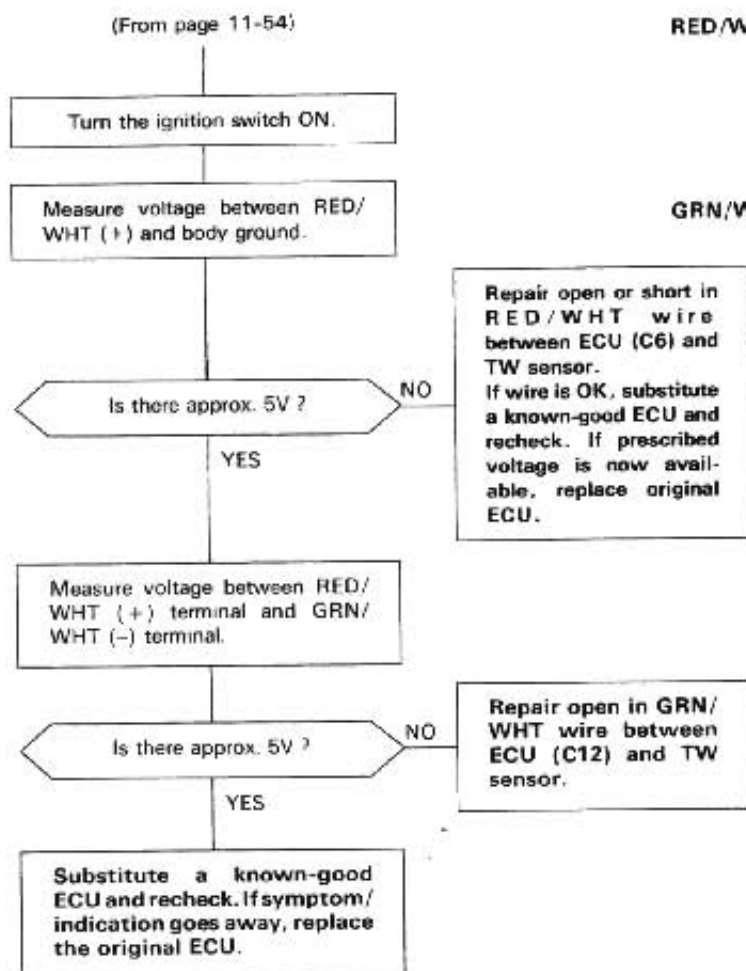 (From page 11-54)
RED/W
Turn the ignition switch ON.
Measure voltage between RED/
WHT (+) and body ground.
GRN/W
Repair open or short in
RED/WHT wire
between ECU (C6) and
TW sensor.
If wire is OK, substitute
a known-good ECU and
recheck. If prescribed
voltage is now avail-
able, replace original
ECU.
Is there approx. 5V ?
NO
YES
Measure voltage between RED/
WHT (+) terminal and GRN/
WHT (–) terminal.
Repair open in GRN/
WHT wire between
ECU (C12) and TW
sensor.
Is there approx. 5V ?
NO
YES
Substitute a known-good
ECU and recheck. If symptom/
indication goes away, replace
the original ECU.